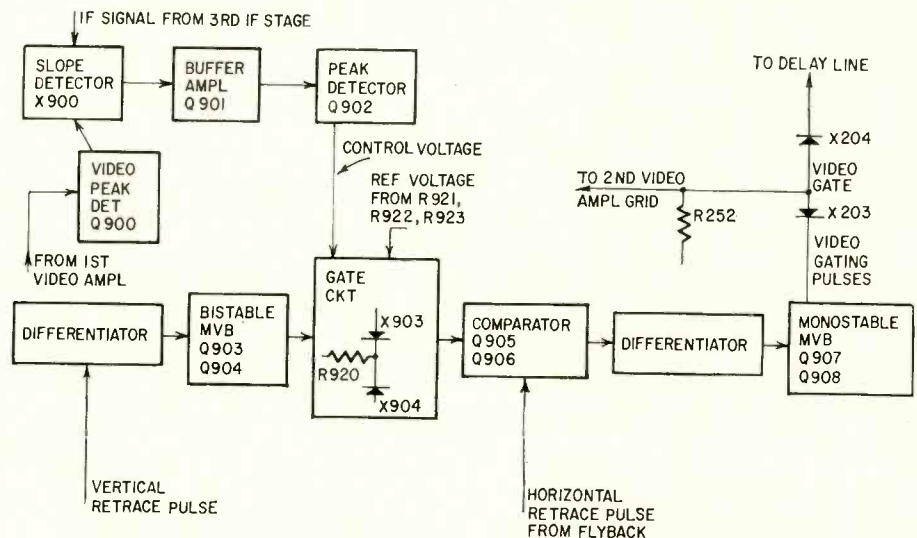 IF SIGNAL FROM 3RD IF STAGE
SLOPE
DETECTOR
X900
BUFFER
AMPL
Q901
PEAK
DETECTOR
Q902
TO DELAY LINE
X204
VIDEO
GATE
X203
VIDEO
GATING
PULSES
CONTROL VOLTAGE
REF VOLTAGE
FROM R921,
R922, R923
TO 2ND VIDEO
AMPL GRID
R252
VIDEO
PEAK
DET
Q900
FROM 1ST
VIDEO AMPL
DIFFERENTIATOR
BISTABLE
MVB
Q903
Q904
GATE
CKT
X903
R920
X904
COMPARATOR
Q905
Q906
DIFFERENTIATOR
MONOSTABLE
MVB
Q907
Q908
VERTICAL
RETRACE PULSE
HORIZONTAL
RETRACE PULSE
FROM FLYBACK